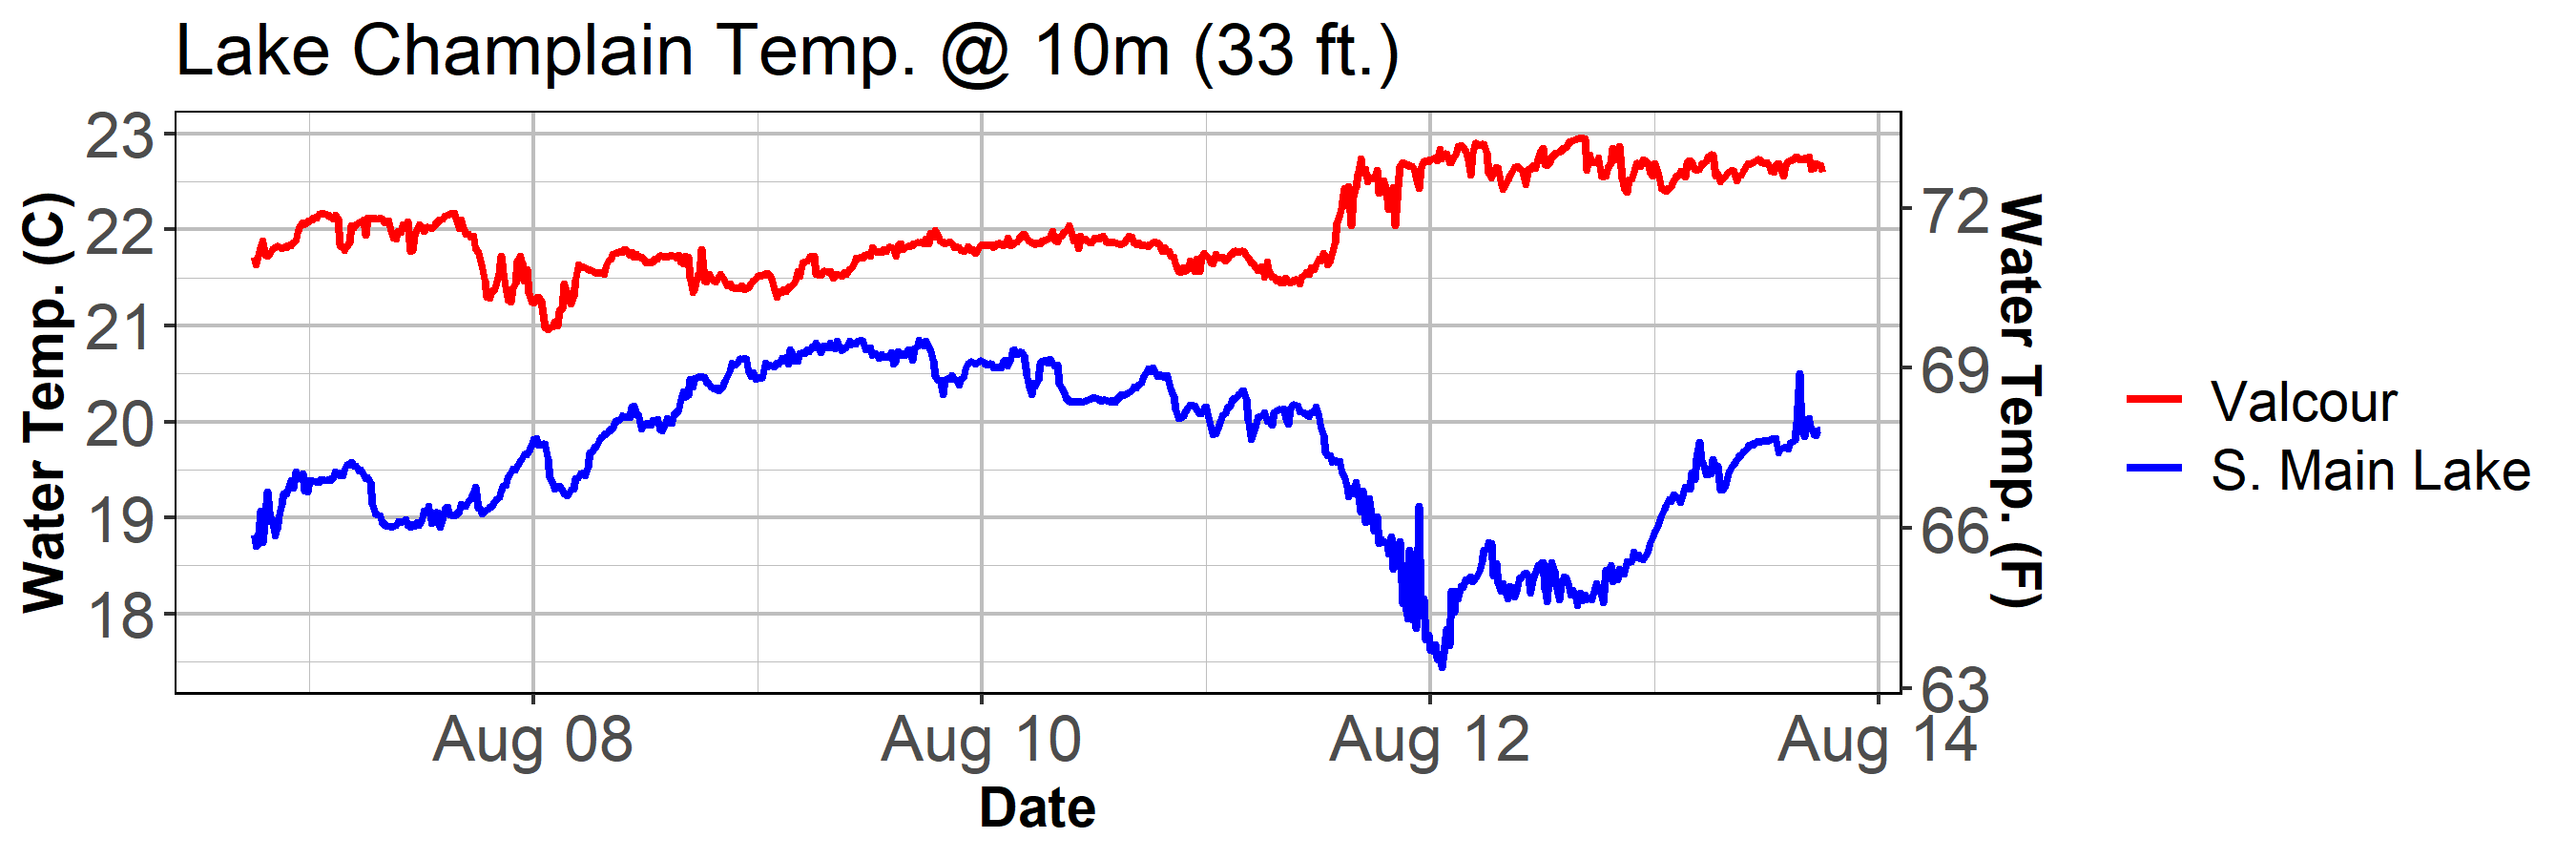 Lake Champlain Temp. @ 10m (33 ft.)
Water Temp. (C)
23
22
21
20
19
18
72
69
66
63
Water Temp. (F)
Aug 08
Aug 10
Aug 12
Aug 14
Date
Valcour
S. Main Lake